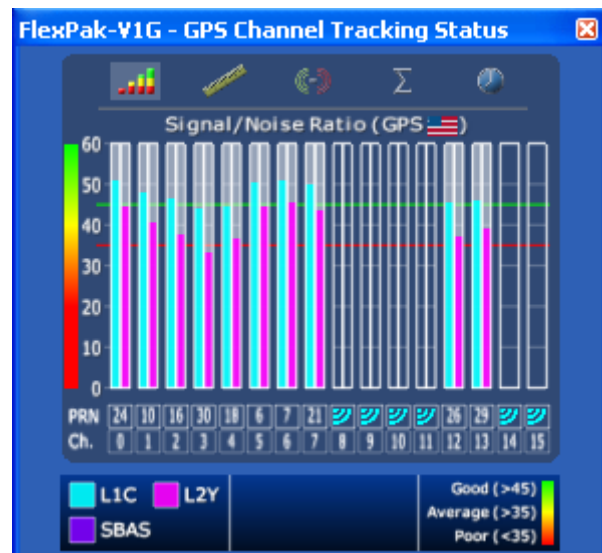 FlexPak-V1G - GPS Channel Tracking Status
Σ
Signal/Noise Ratio (GPS )
60
50
40
30
20
10
0
PRN 24 10 16 30 18 6 7 21 26 29
Ch. 0 1 2 3 4 5 6 7 8 9 10 11 12 13 14 15
L1C L2Y
SBAS
Good (>45)
Average (>35)
Poor (<35)